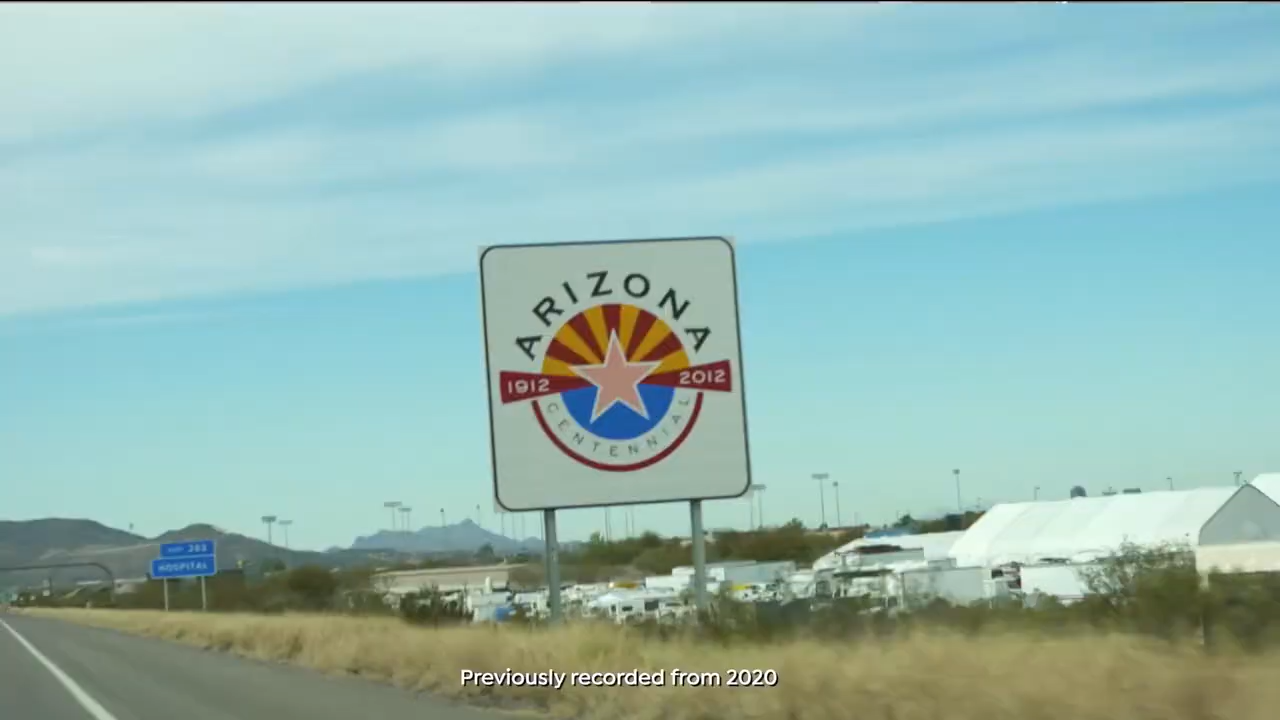 ARIZONA
1912 2012
CENTENNIAL
HOSPITAL
Previously recorded from 2020